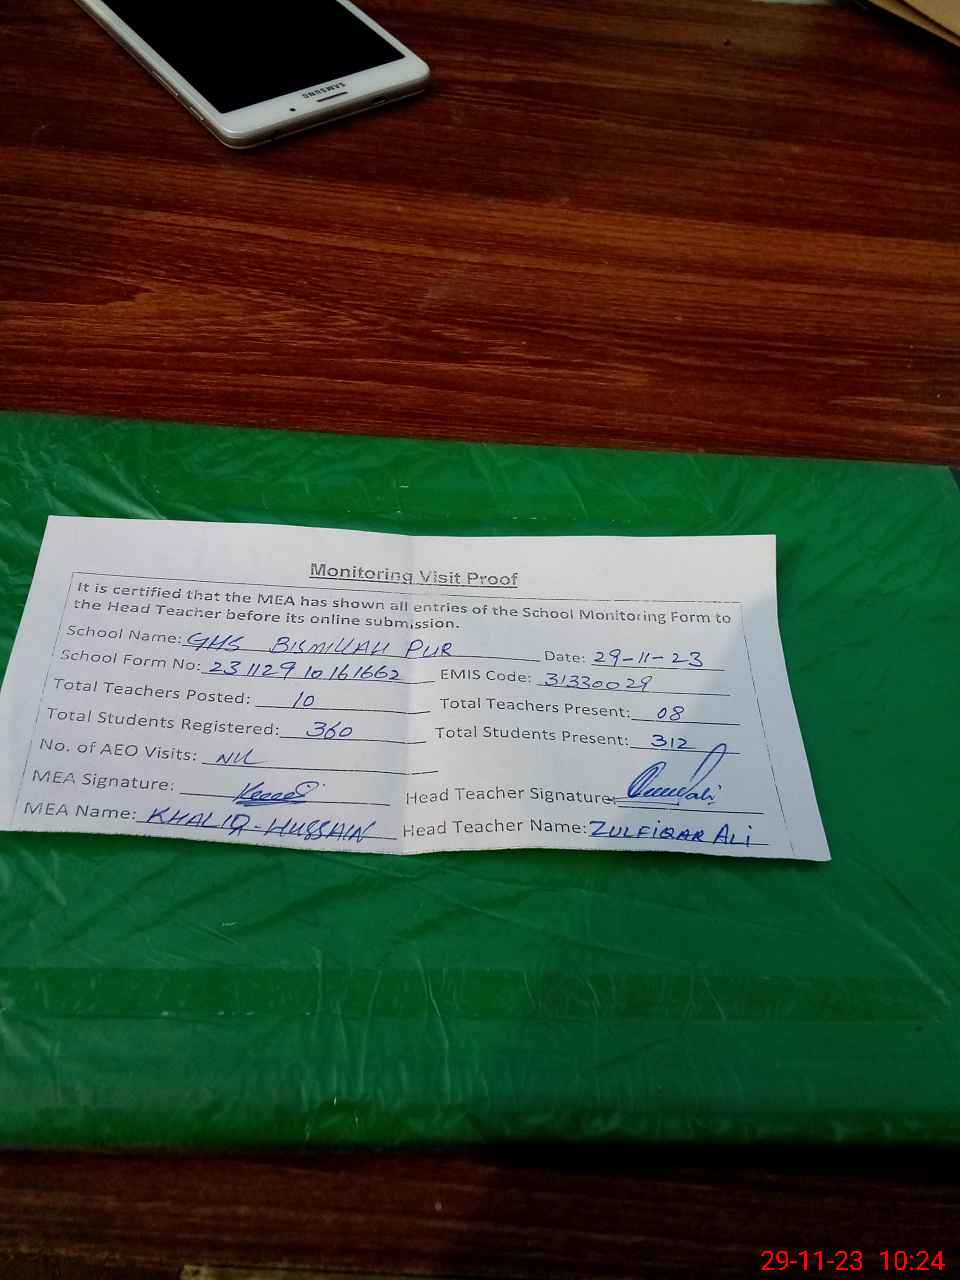 SAMSUNG
Monitoring Visit Proof
It is certified that the MEA has shown all entries of the School Monitoring Form to
the Head Teacher before its online submission.
School Name: GHS BISMILLAH PUR Date: 29-11-23
School Form No: 23112910161662 EMIS Code: 31330029
Total Teachers Posted: 10 Total Teachers Present: 08
Total Students Registered: 360 Total Students Present: 312
No. of AEO Visits: NIL
MEA Signature: Head Teacher Signature:
MEA Name: KHALIQ-HUSSAIN Head Teacher Name: ZULFIQAR ALi
29-11-23 10:24